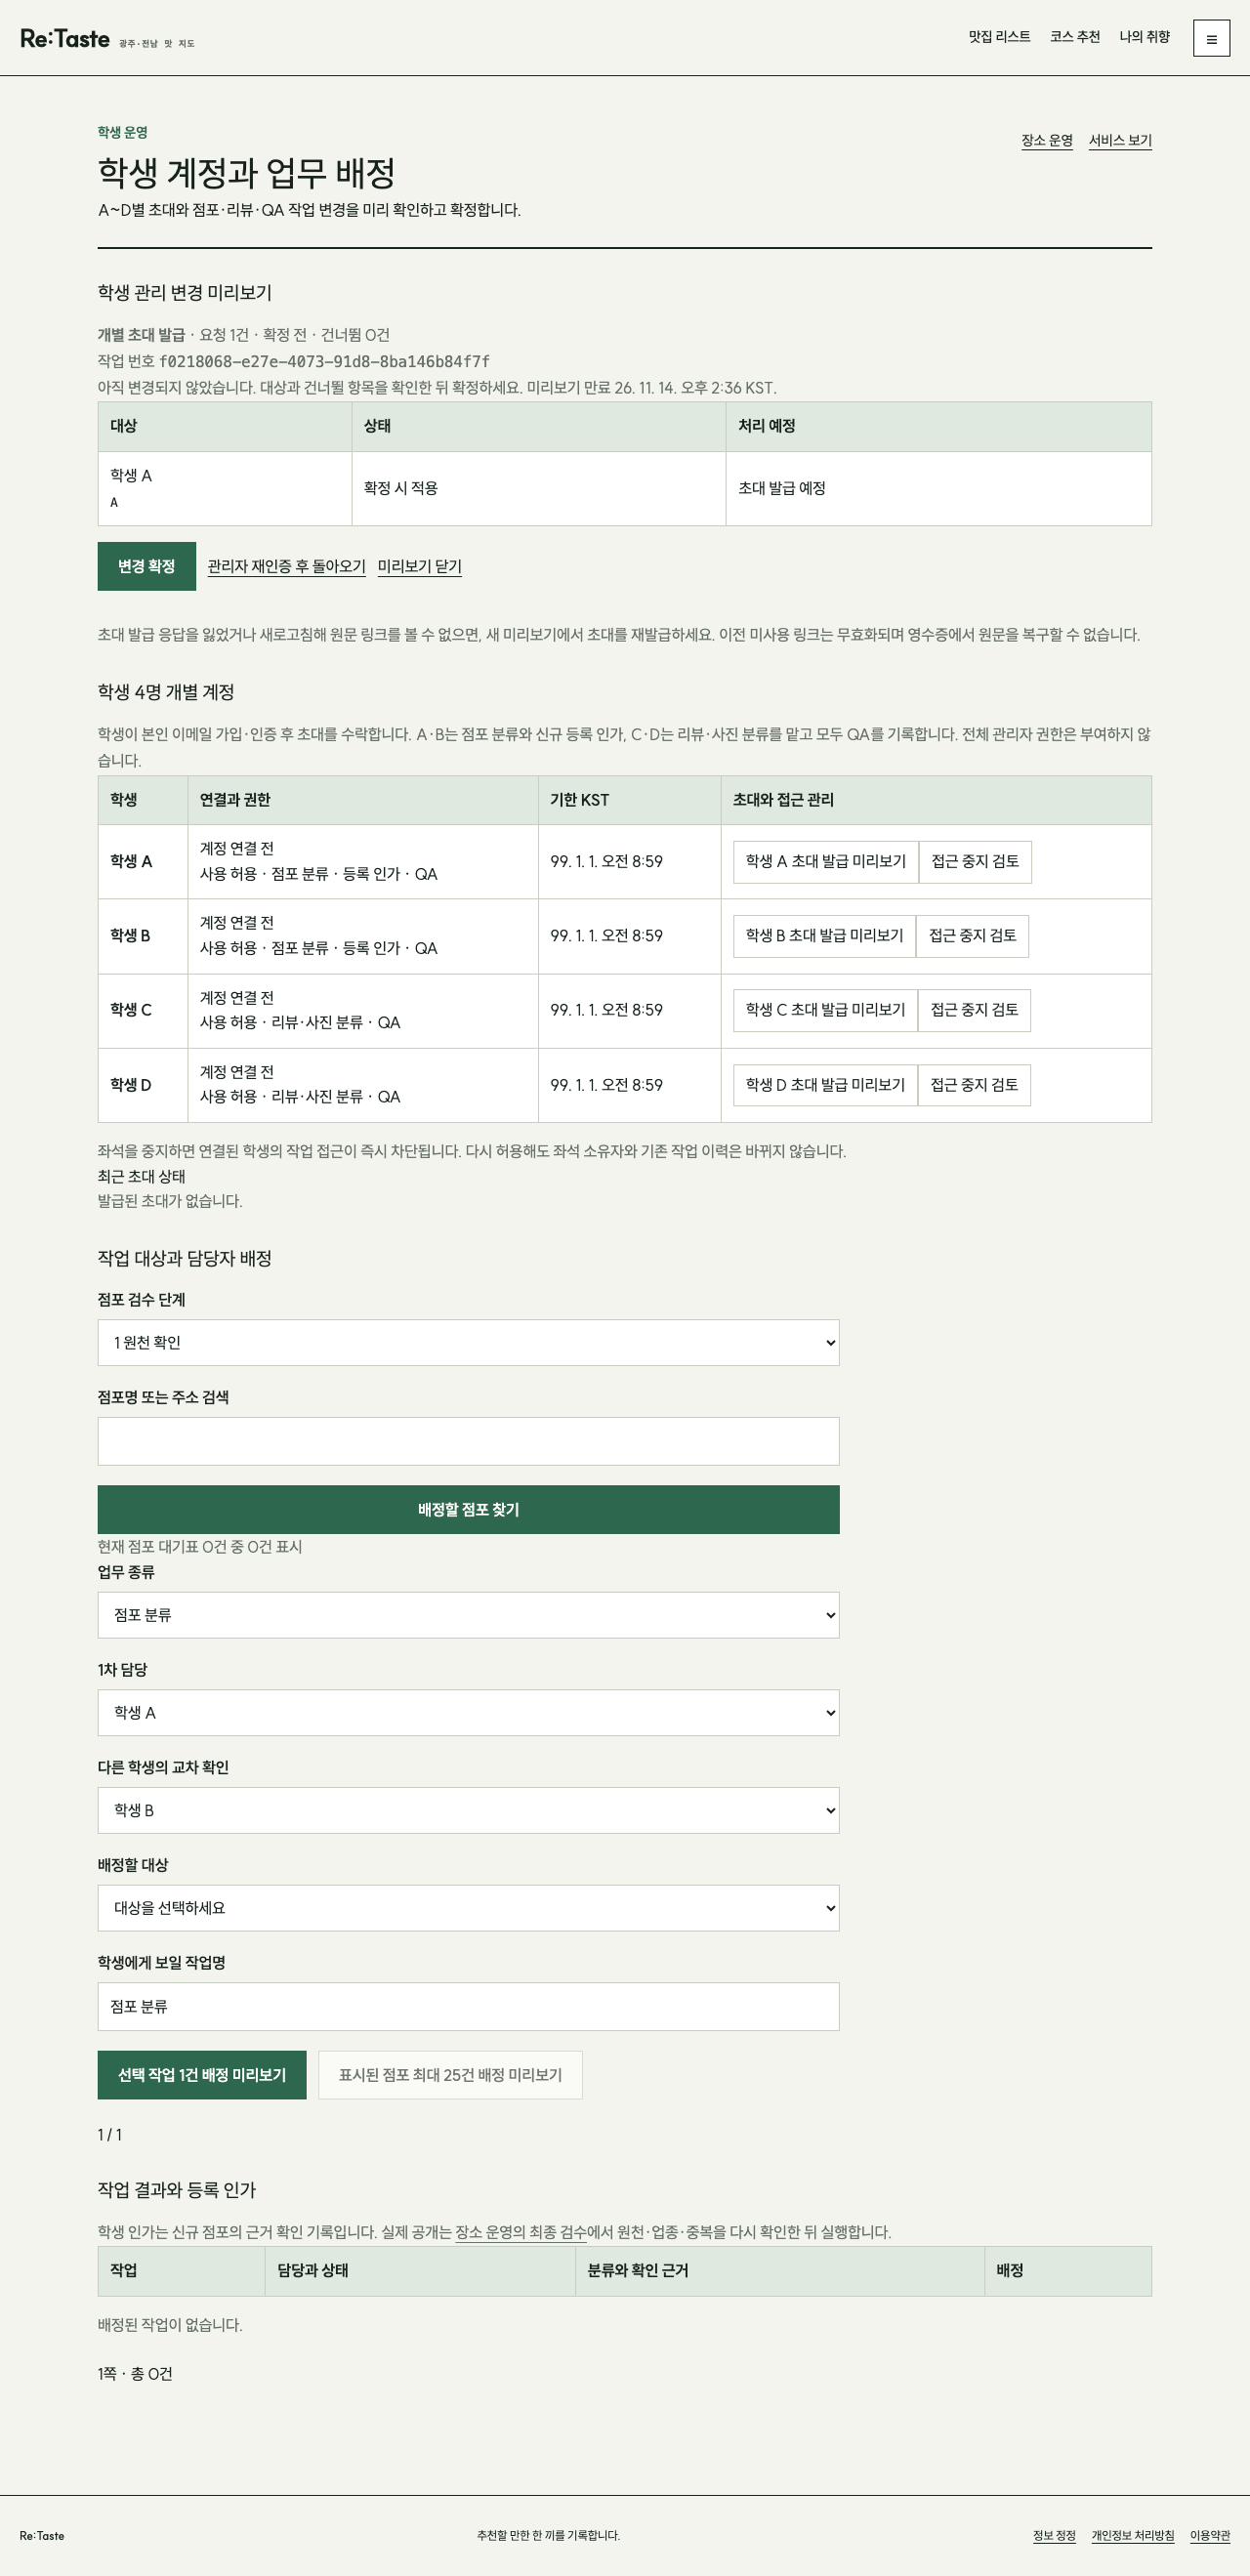 Re:Taste 광주·전남 맛 지도
맛집 리스트 코스 추천 나의 취향
학생 운영
장소 운영 서비스 보기
학생 계정과 업무 배정
A~D별 초대와 점포·리뷰·QA 작업 변경을 미리 확인하고 확정합니다.
학생 관리 변경 미리보기
개별 초대 발급 · 요청 1건 · 확정 전 · 건너뜀 0건
작업 번호 f0218068-e27e-4073-91d8-8ba146b84f7f
아직 변경되지 않았습니다. 대상과 건너뛸 항목을 확인한 뒤 확정하세요. 미리보기 만료 26. 11. 14. 오후 2:36 KST.
대상 상태 처리 예정
학생 A
A
확정 시 적용
초대 발급 예정
변경 확정 관리자 재인증 후 돌아오기 미리보기 닫기
초대 발급 응답을 잃었거나 새로고침해 원문 링크를 볼 수 없으면, 새 미리보기에서 초대를 재발급하세요. 이전 미사용 링크는 무효화되며 영수증에서 원문을 복구할 수 없습니다.
학생 4명 개별 계정
학생이 본인 이메일 가입·인증 후 초대를 수락합니다. A·B는 점포 분류와 신규 등록 인가, C·D는 리뷰·사진 분류를 맡고 모두 QA를 기록합니다. 전체 관리자 권한은 부여하지 않
습니다.
학생 연결과 권한 기한 KST 초대와 접근 관리
학생 A
계정 연결 전
사용 허용 · 점포 분류 · 등록 인가 · QA
99. 1. 1. 오전 8:59
학생 A 초대 발급 미리보기 접근 중지 검토
학생 B
계정 연결 전
사용 허용 · 점포 분류 · 등록 인가 · QA
99. 1. 1. 오전 8:59
학생 B 초대 발급 미리보기 접근 중지 검토
학생 C
계정 연결 전
사용 허용 · 리뷰·사진 분류 · QA
99. 1. 1. 오전 8:59
학생 C 초대 발급 미리보기 접근 중지 검토
학생 D
계정 연결 전
사용 허용 · 리뷰·사진 분류 · QA
99. 1. 1. 오전 8:59
학생 D 초대 발급 미리보기 접근 중지 검토
좌석을 중지하면 연결된 학생의 작업 접근이 즉시 차단됩니다. 다시 허용해도 좌석 소유자와 기존 작업 이력은 바뀌지 않습니다.
최근 초대 상태
발급된 초대가 없습니다.
작업 대상과 담당자 배정
점포 검수 단계
1 원천 확인
점포명 또는 주소 검색
배정할 점포 찾기
현재 점포 대기표 0건 중 0건 표시
업무 종류
점포 분류
1차 담당
학생 A
다른 학생의 교차 확인
학생 B
배정할 대상
대상을 선택하세요
학생에게 보일 작업명
점포 분류
선택 작업 1건 배정 미리보기 표시된 점포 최대 25건 배정 미리보기
1 / 1
작업 결과와 등록 인가
학생 인가는 신규 점포의 근거 확인 기록입니다. 실제 공개는 장소 운영의 최종 검수에서 원천·업종·중복을 다시 확인한 뒤 실행합니다.
작업 담당과 상태 분류와 확인 근거 배정
배정된 작업이 없습니다.
1쪽 · 총 0건
Re:Taste 추천할 만한 한 끼를 기록합니다. 정보 정정 개인정보 처리방침 이용약관